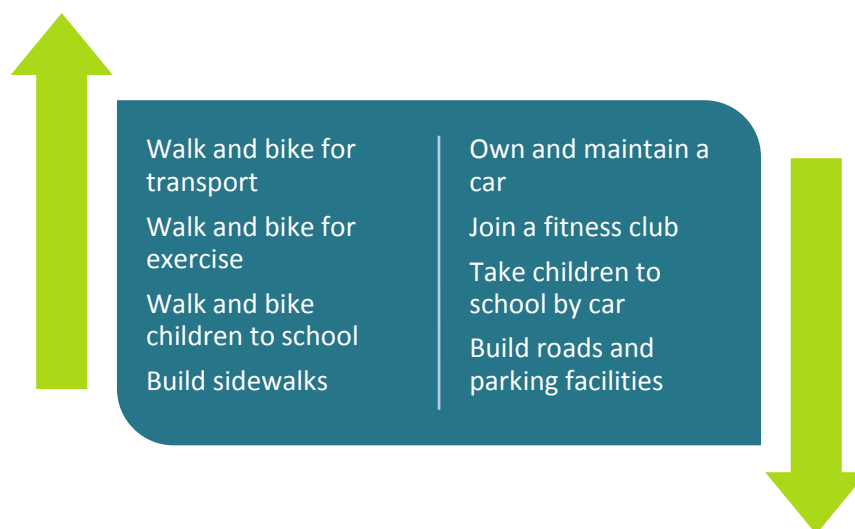 Walk and bike for
transport
Walk and bike for
exercise
Walk and bike
children to school
Build sidewalks
Own and maintain a
car
Join a fitness club
Take children to
school by car
Build roads and
parking facilities